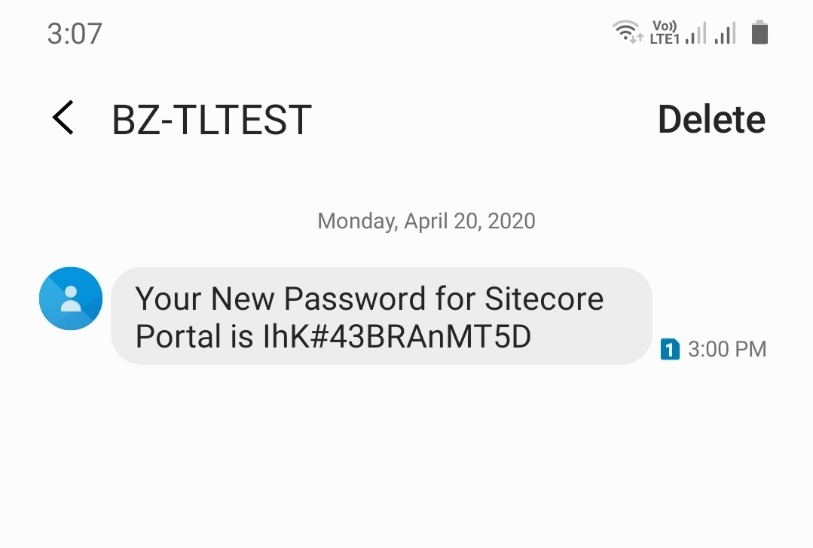 3:07
Vo))
LTE1
BZ-TLTEST
Delete
Monday, April 20, 2020
Your New Password for Sitecore
Portal is IhK#43BRAnMT5D
1 3:00 PM